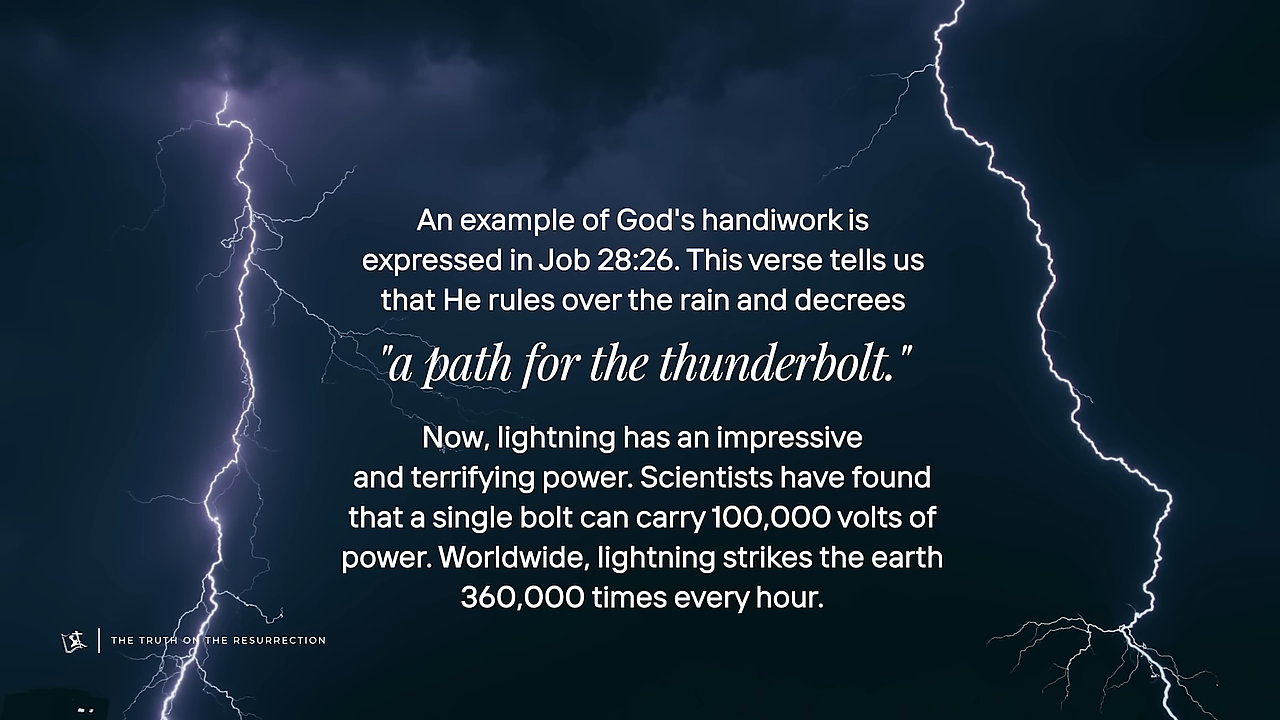 An example of God's handiwork is
expressed in Job 28:26. This verse tells us
that He rules over the rain and decrees
"a path for the thunderbolt."
Now, lightning has an impressive
and terrifying power. Scientists have found
that a single bolt can carry 100,000 volts of
power. Worldwide, lightning strikes the earth
360,000 times every hour.
THE TRUTH ON THE RESURRECTION